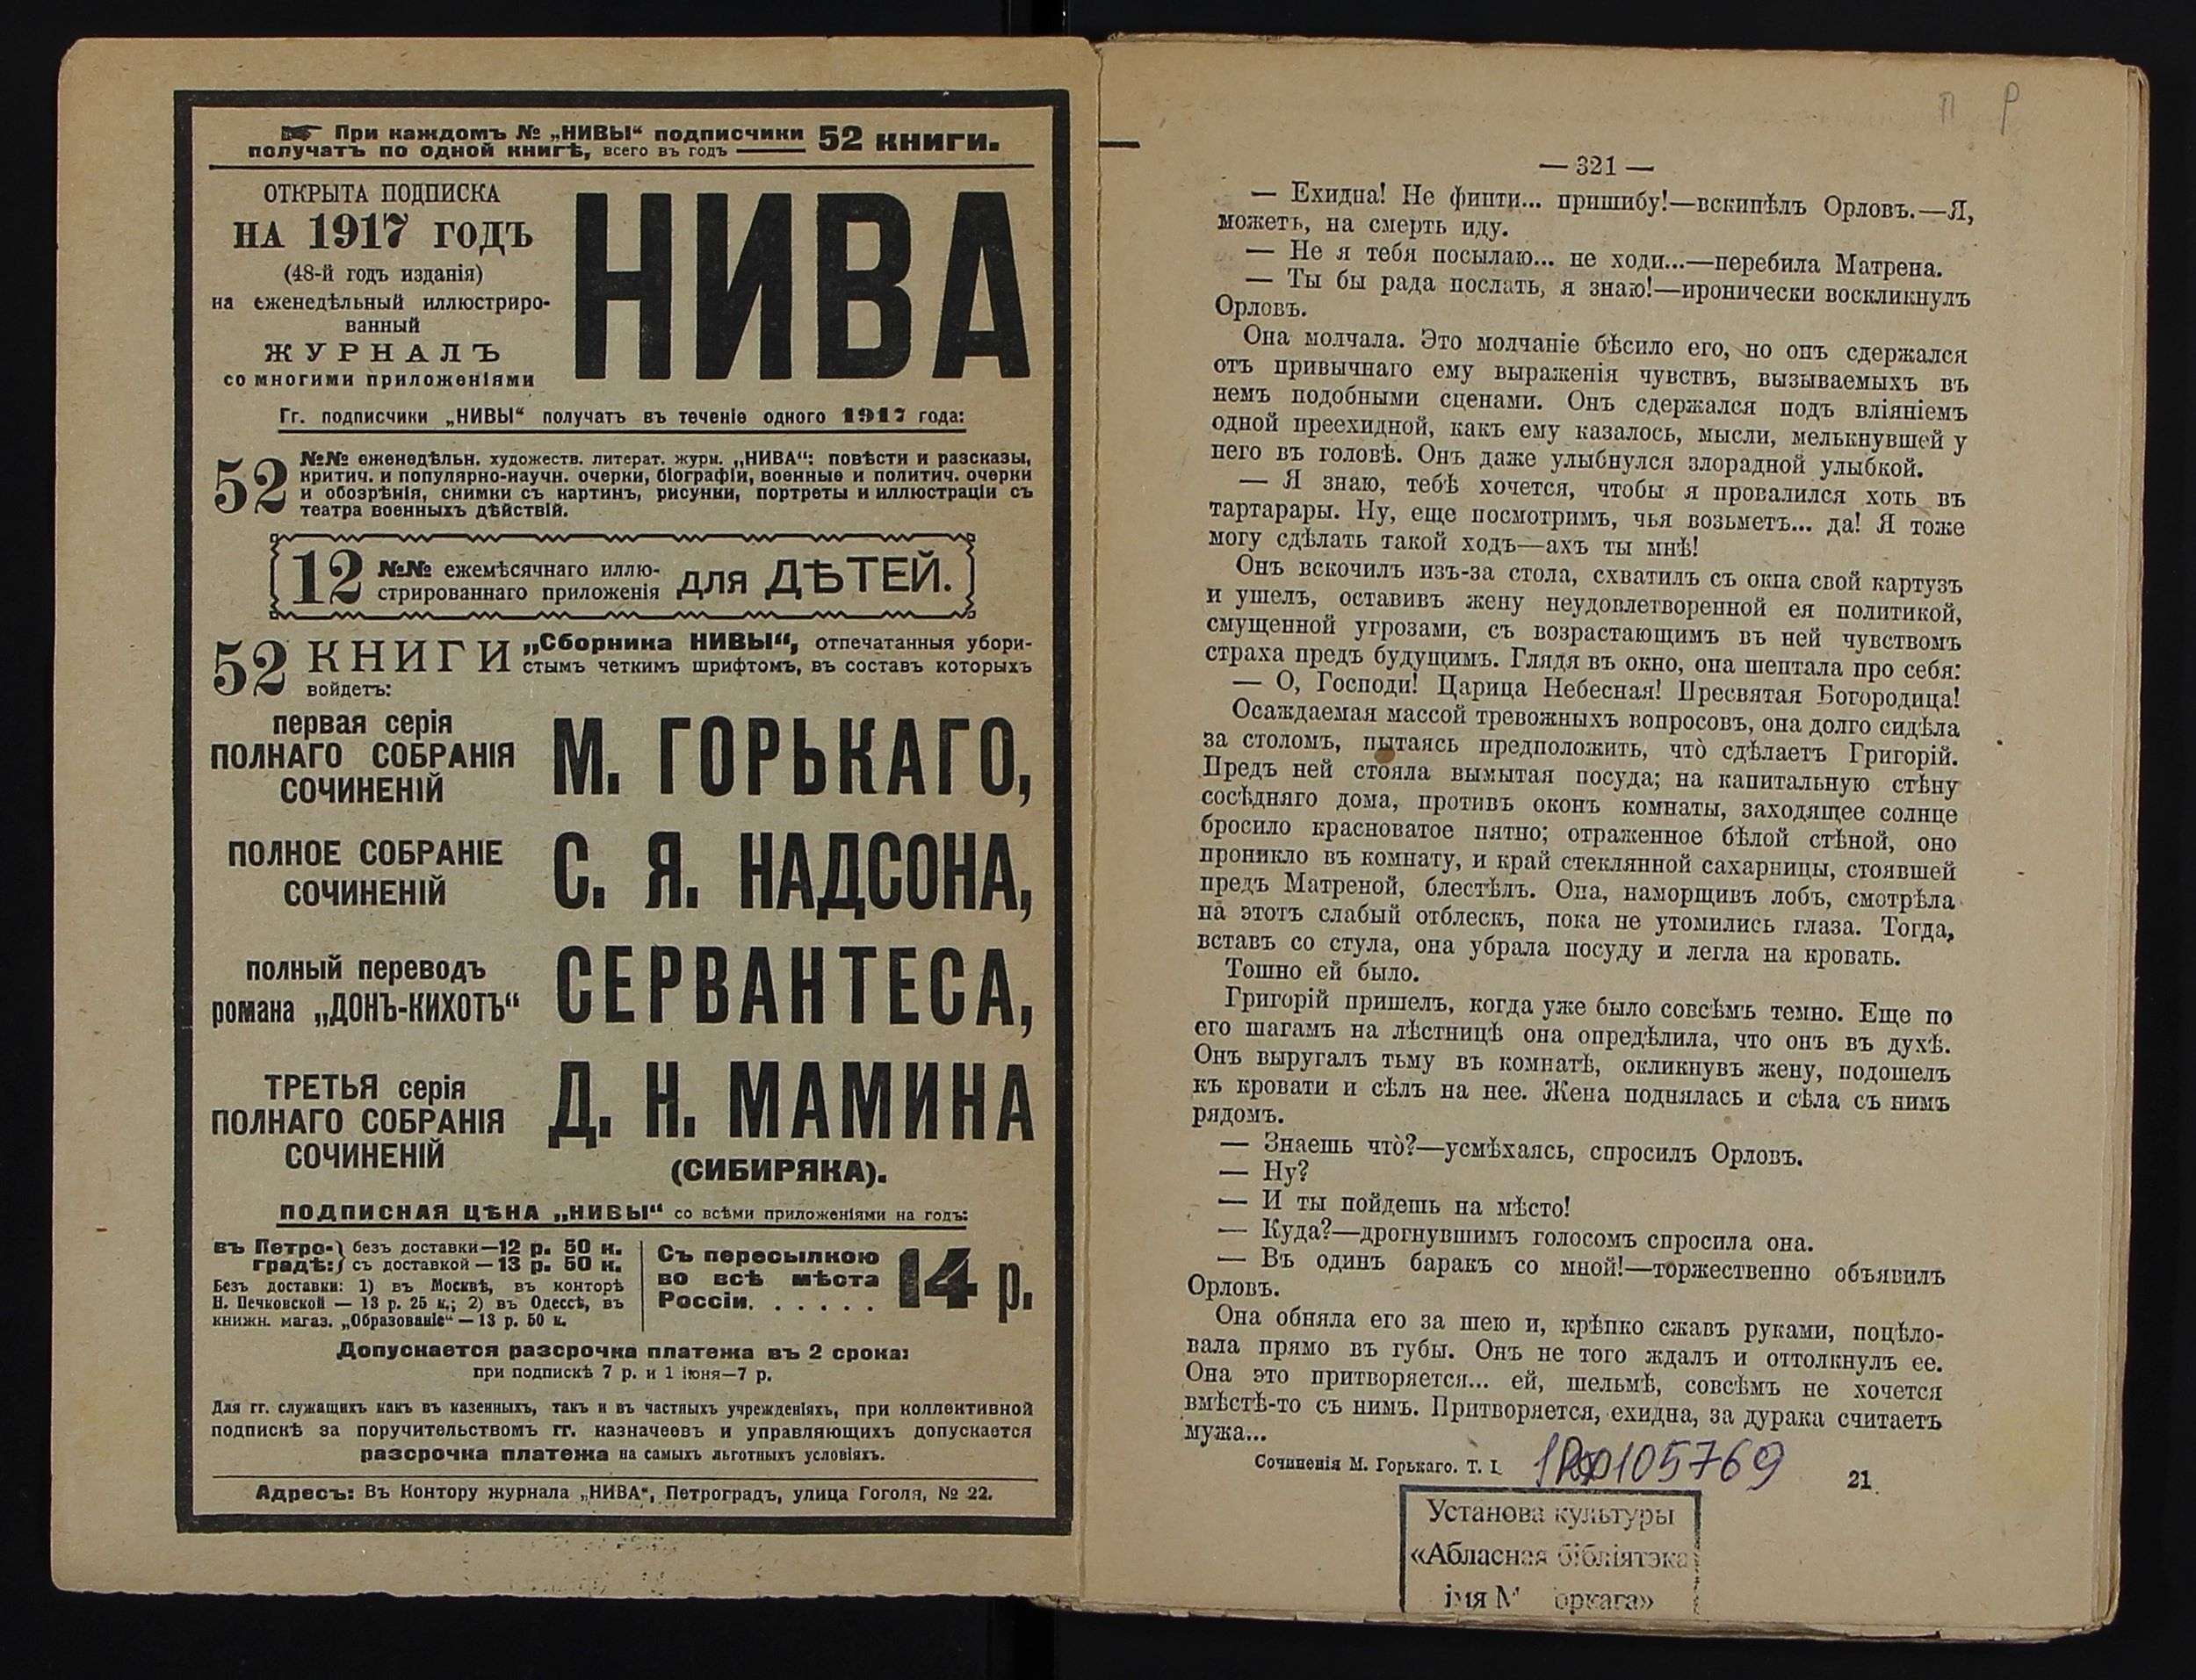 При каждомъ № „НИВЫ“ подписчики
получатъ по одной книгѣ, всего въ годъ — 52 книги.
ОТКРЫТА ПОДПИСКА
НА 1917 ГОДЪ
(48-й годъ изданія)
на еженедѣльный иллюстриро-
ванный
ЖУРНАЛЪ
со многими приложеніями
НИВА
Гг. подписчики „НИВЫ“ получатъ въ теченіе одного 1917 года:
52 №№ еженедѣльн. художеств. литерат. журн. „НИВА“: повѣсти и разсказы,
критич. и популярно-научн. очерки, біографіи, военные и политич. очерки
и обозрѣнія, снимки съ картинъ, рисунки, портреты и иллюстраціи съ
театра военныхъ дѣйствій.
12 №№ ежемѣсячнаго иллю-
стрированнаго приложенія для ДѢТЕЙ.
52 КНИГИ „Сборника НИВЫ“, отпечатанныя убори-
стымъ четкимъ шрифтомъ, въ составъ которыхъ
войдетъ:
первая серія
ПОЛНАГО СОБРАНІЯ
СОЧИНЕНІЙ
М. ГОРЬКАГО,
ПОЛНОЕ СОБРАНІЕ
СОЧИНЕНІЙ
С. Я. НАДСОНА,
полный переводъ
романа „ДОНЪ-КИХОТЪ“
СЕРВАНТЕСА,
ТРЕТЬЯ серія
ПОЛНАГО СОБРАНІЯ
СОЧИНЕНІЙ
Д. Н. МАМИНА
(СИБИРЯКА).
ПОДПИСНАЯ ЦѢНА „НИВЫ“ со всѣми приложеніями на годъ:
въ Петро-
градѣ:
безъ доставки—12 р. 50 к.
съ доставкой — 13 р. 50 к.
Безъ доставки: 1) въ Москвѣ, въ конторѣ
Н. Печковской — 13 р. 25 к.; 2) въ Одессѣ, въ
книжн. магаз. „Образованіе“ — 13 р. 50 к.
Съ пересылкою
во всѣ мѣста
Россіи. . . . . . 14 р.
Допускается разсрочка платежа въ 2 срока:
при подпискѣ 7 р. и 1 іюня—7 р.
Для гг. служащихъ какъ въ казенныхъ, такъ и въ частныхъ учрежденіяхъ, при коллективной
подпискѣ за поручительствомъ гг. казначеевъ и управляющихъ допускается
разсрочка платежа на самыхъ льготныхъ условіяхъ.
Адресъ: Въ Контору журнала „НИВА“, Петроградъ, улица Гоголя, № 22.
П Р
— 321 —
— Ехидна! Не финти... пришибу!—вскипѣлъ Орловъ.—Я,
можетъ, на смерть иду.
— Не я тебя посылаю... не ходи...—перебила Матрена.
— Ты бы рада послать, я знаю!—иронически воскликнулъ
Орловъ.
Она молчала. Это молчаніе бѣсило его, но онъ сдержался
отъ привычнаго ему выраженія чувствъ, вызываемыхъ въ
немъ подобными сценами. Онъ сдержался подъ вліяніемъ
одной преехидной, какъ ему казалось, мысли, мелькнувшей у
него въ головѣ. Онъ даже улыбнулся злорадной улыбкой.
— Я знаю, тебѣ хочется, чтобы я провалился хоть въ
тартарары. Ну, еще посмотримъ, чья возьметъ... да! Я тоже
могу сдѣлать такой ходъ—ахъ ты мнѣ!
Онъ вскочилъ изъ-за стола, схватилъ съ окна свой картузъ
и ушелъ, оставивъ жену неудовлетворенной ея политикой,
смущенной угрозами, съ возрастающимъ въ ней чувствомъ
страха предъ будущимъ. Глядя въ окно, она шептала про себя:
— О, Господи! Царица Небесная! Пресвятая Богородица!
Осаждаемая массой тревожныхъ вопросовъ, она долго сидѣла
за столомъ, пытаясь предположить, что̀ сдѣлаетъ Григорій.
Предъ ней стояла вымытая посуда; на капитальную стѣну
сосѣдняго дома, противъ оконъ комнаты, заходящее солнце
бросило красноватое пятно; отраженное бѣлой стѣной, оно
проникло въ комнату, и край стеклянной сахарницы, стоявшей
предъ Матреной, блестѣлъ. Она, наморщивъ лобъ, смотрѣла
на этотъ слабый отблескъ, пока не утомились глаза. Тогда,
вставъ со стула, она убрала посуду и легла на кровать.
Тошно ей было.
Григорій пришелъ, когда уже было совсѣмъ темно. Еще по
его шагамъ на лѣстницѣ она опредѣлила, что онъ въ духѣ.
Онъ выругалъ тьму въ комнатѣ, окликнувъ жену, подошелъ
къ кровати и сѣлъ на нее. Жена поднялась и сѣла съ нимъ
рядомъ.
— Знаешь что̀?—усмѣхаясь, спросилъ Орловъ.
— Ну?
— И ты пойдешь на мѣсто!
— Куда?—дрогнувшимъ голосомъ спросила она.
— Въ одинъ баракъ со мной!—торжественно объявилъ
Орловъ.
Она обняла его за шею и, крѣпко сжавъ руками, поцѣло-
вала прямо въ губы. Онъ не того ждалъ и оттолкнулъ ее.
Она это притворяется... ей, шельмѣ, совсѣмъ не хочется
вмѣстѣ-то съ нимъ. Притворяется, ехидна, за дурака считаетъ
мужа...
Сочиненія М. Горькаго. Т. I.
105769
21
Установа культуры
«Абласная бібліятэка
імя